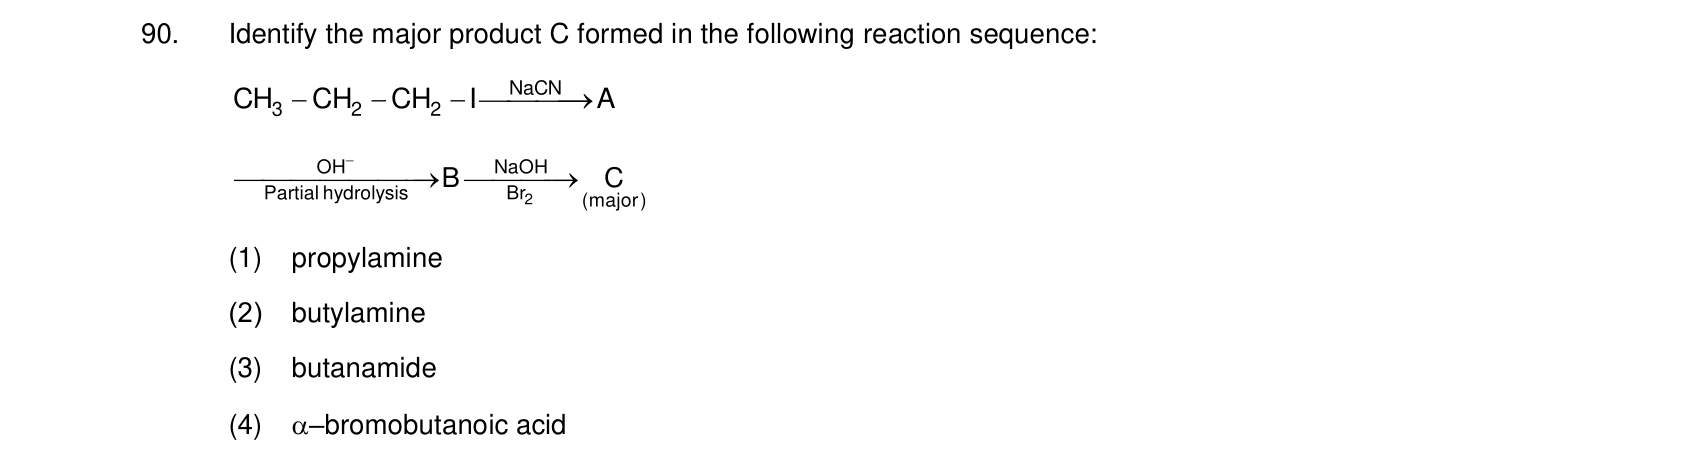 90. Identify the major product C formed in the following reaction sequence:
CH₃ – CH₂ – CH₂ – I —NaCN→ A
—OH⁻ / Partial hydrolysis→ B —NaOH / Br₂→ C (major)
(1) propylamine
(2) butylamine
(3) butanamide
(4) α–bromobutanoic acid